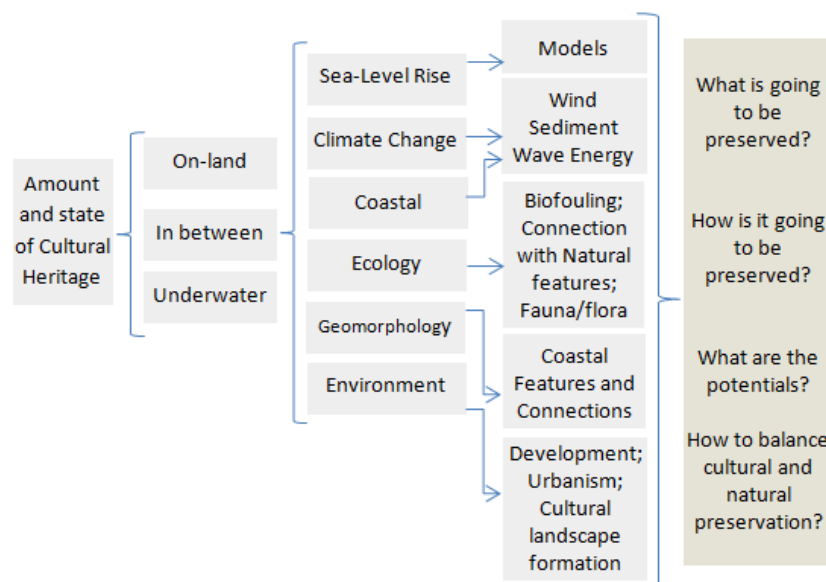 Amount
and state
of Cultural
Heritage
On-land
In between
Underwater
Sea-Level Rise
Climate Change
Coastal
Ecology
Geomorphology
Environment
Models
Wind
Sediment
Wave Energy
Biofouling;
Connection
with Natural
features;
Fauna/flora
Coastal
Features and
Connections
Development;
Urbanism;
Cultural
landscape
formation
What is going
to be
preserved?
How is it going
to be
preserved?
What are the
potentials?
How to balance
cultural and
natural
preservation?